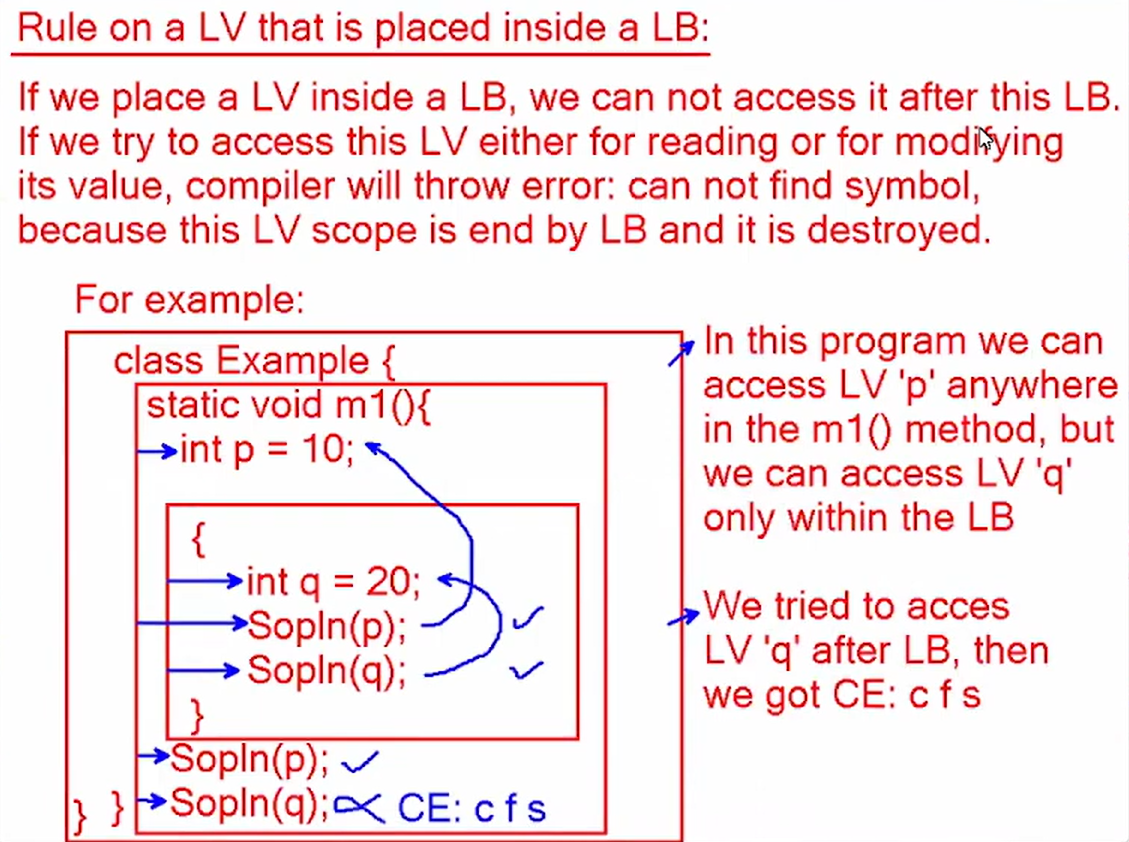 Rule on a LV that is placed inside a LB:
If we place a LV inside a LB, we can not access it after this LB.
If we try to access this LV either for reading or for modifying
its value, compiler will throw error: can not find symbol,
because this LV scope is end by LB and it is destroyed.
For example:
class Example {
static void m1(){
int p = 10;
{
int q = 20;
Sopln(p);
Sopln(q);
}
Sopln(p);
Sopln(q); CE: c f s
} }
In this program we can
access LV 'p' anywhere
in the m1() method, but
we can access LV 'q'
only within the LB
We tried to acces
LV 'q' after LB, then
we got CE: c f s